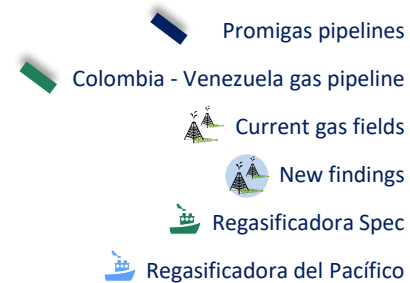 Promigas pipelines
Colombia - Venezuela gas pipeline
Current gas fields
New findings
Regasificadora Spec
Regasificadora del Pacífico